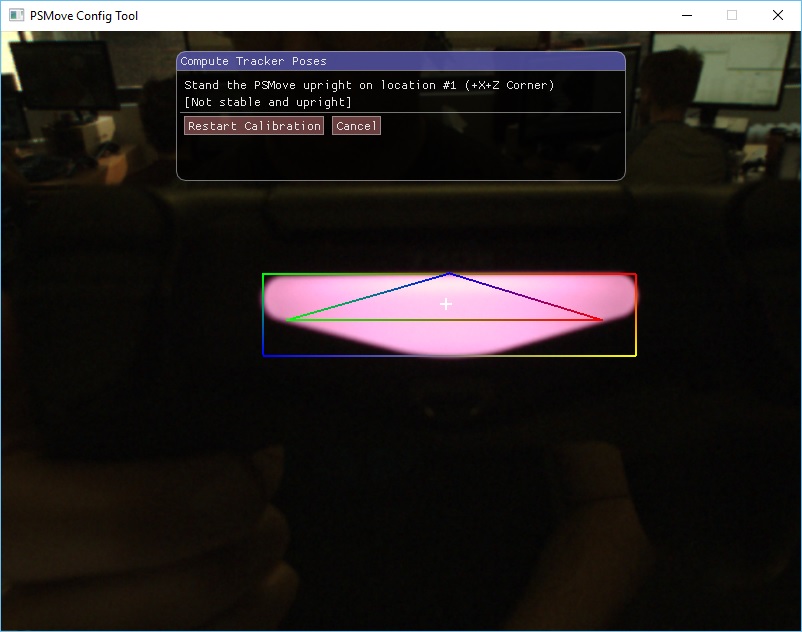 PSMove Config Tool
Compute Tracker Poses
Stand the PSMove upright on location #1 (+X+Z Corner)
[Not stable and upright]
Restart Calibration Cancel